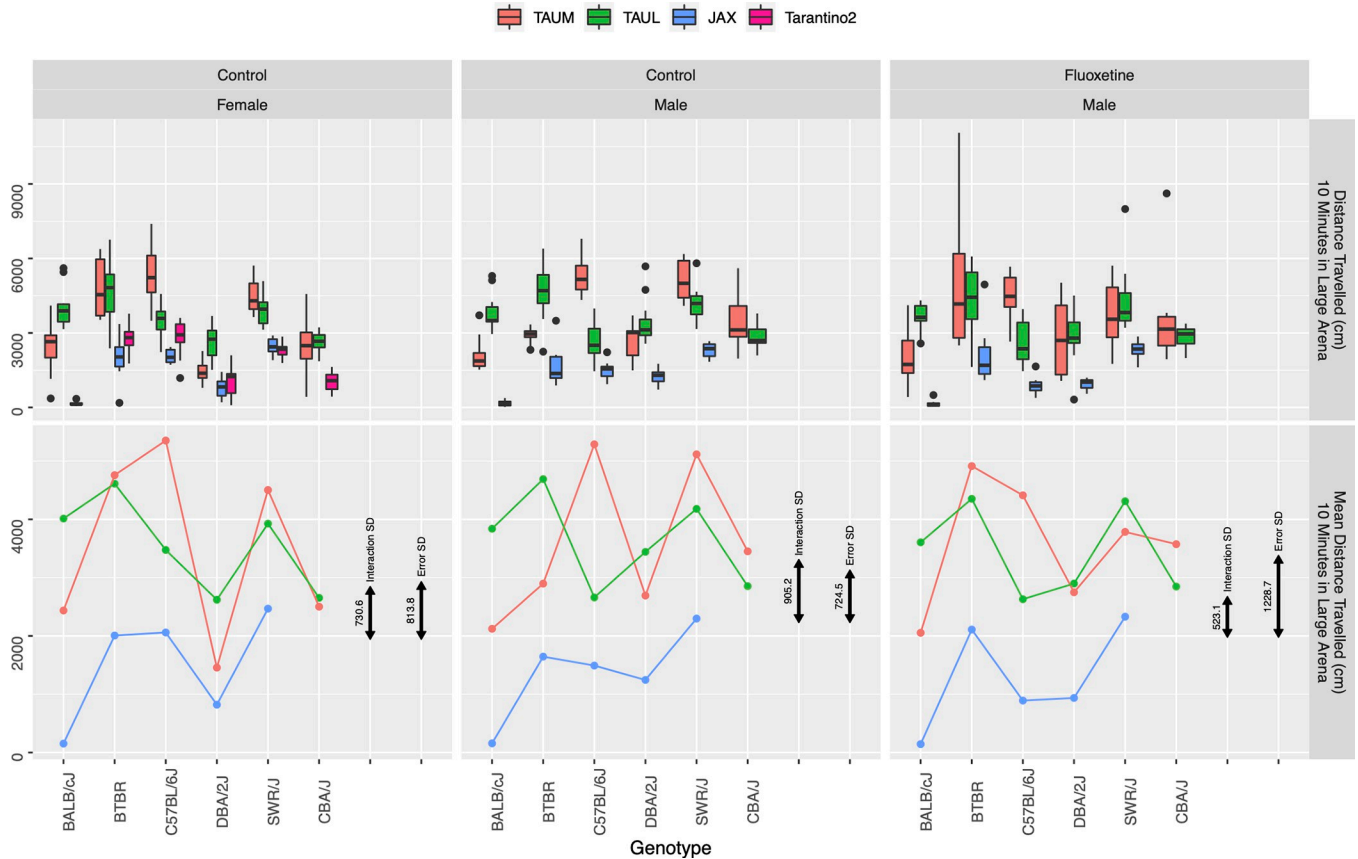 TAUM TAUL JAX Tarantino2
Control Control Fluoxetine
Female Male Male
9000
6000
3000
0
Distance Travelled (cm)
10 Minutes in Large Arena
4000
2000
0
730.6
Interaction SD
813.8
Error SD
905.2
Interaction SD
724.5
Error SD
523.1
Interaction SD
1228.7
Error SD
Mean Distance Travelled (cm)
10 Minutes in Large Arena
BALB/cJ BTBR C57BL/6J DBA/2J SWR/J CBA/J
BALB/cJ BTBR C57BL/6J DBA/2J SWR/J CBA/J
BALB/cJ BTBR C57BL/6J DBA/2J SWR/J CBA/J
Genotype